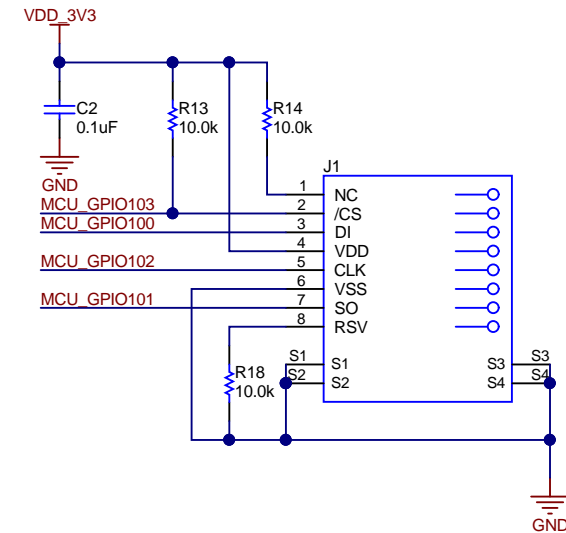 VDD_3V3
C2
0.1uF
R13
10.0k
R14
10.0k
GND
J1
MCU_GPIO103
MCU_GPIO100
MCU_GPIO102
MCU_GPIO101
1 NC
2 /CS
3 DI
4 VDD
5 CLK
6 VSS
7 SO
8 RSV
S1 S1 S3 S3
S2 S2 S4 S4
R18
10.0k
GND